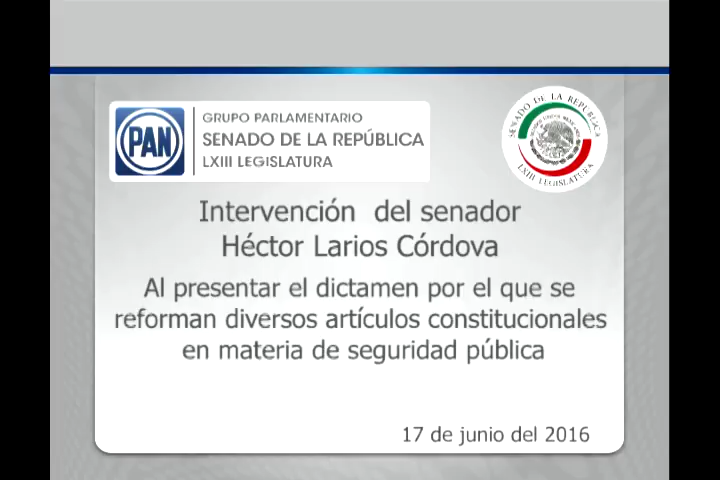 PAN
GRUPO PARLAMENTARIO
SENADO DE LA REPÚBLICA
LXIII LEGISLATURA
SENADO DE LA REPÚBLICA
LXIII LEGISLATURA
Intervención del senador
Héctor Larios Córdova
Al presentar el dictamen por el que se
reforman diversos artículos constitucionales
en materia de seguridad pública
17 de junio del 2016